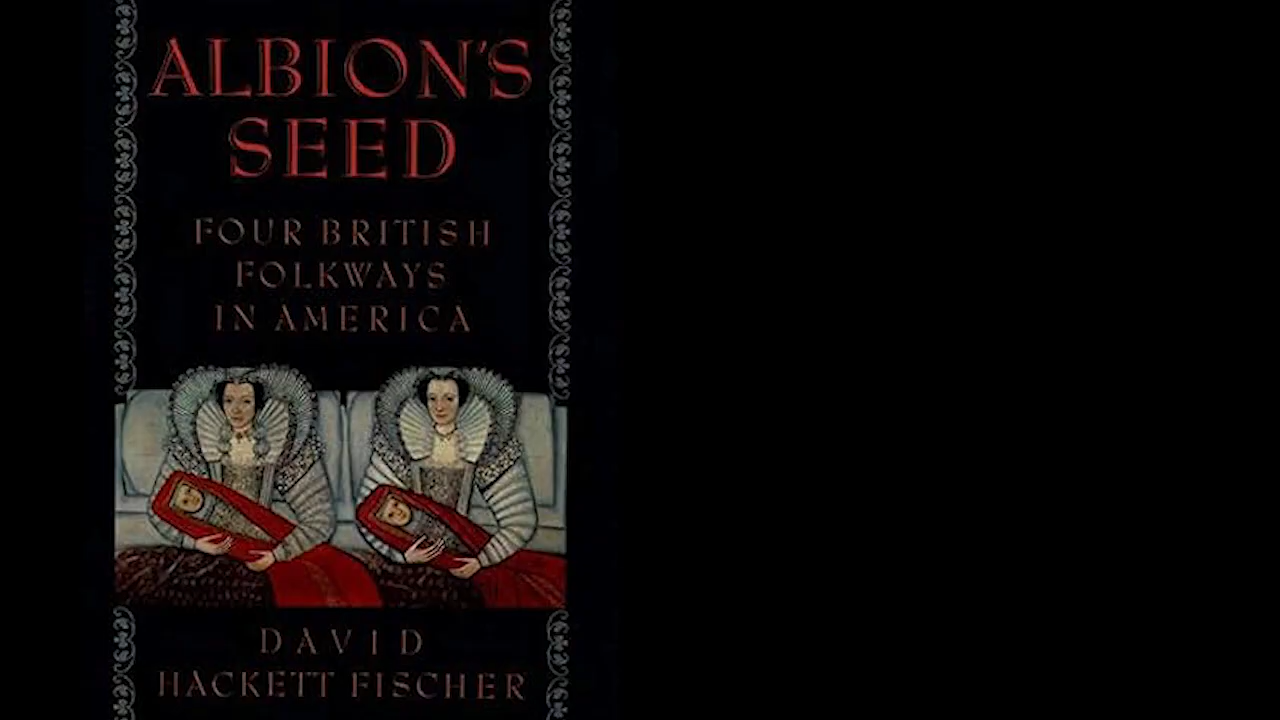 ALBION'S
SEED
FOUR BRITISH
FOLKWAYS
IN AMERICA
DAVID
HACKETT FISCHER